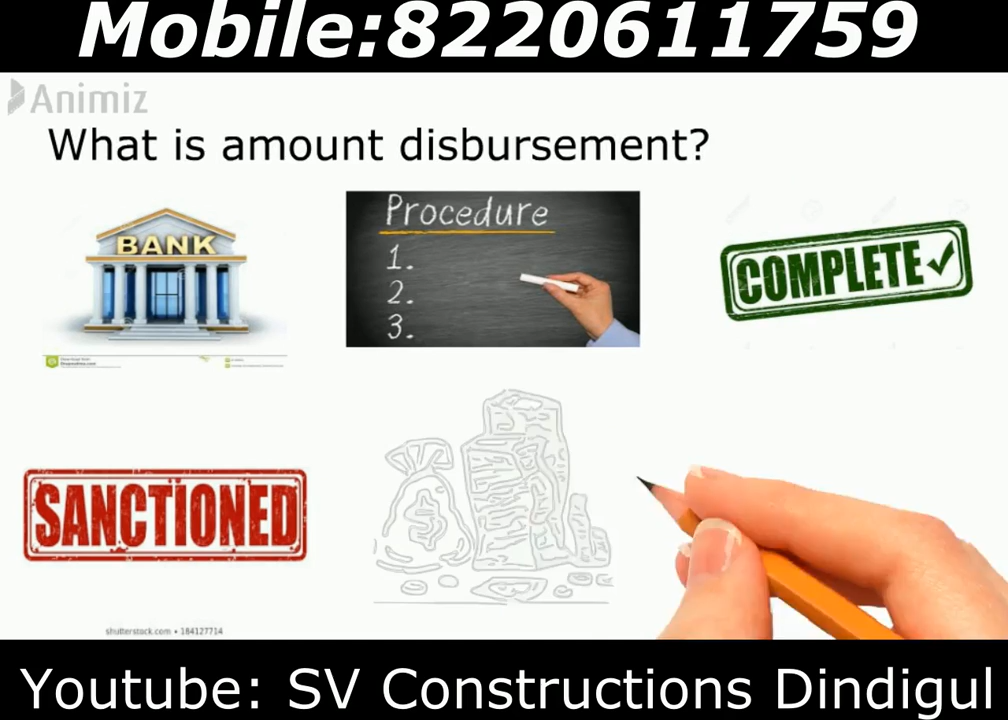 Mobile:8220611759
Animiz
What is amount disbursement?
BANK
Procedure
1.
2.
3.
COMPLETE
SANCTIONED
shutterstock.com • 184127714
Youtube: SV Constructions Dindigul